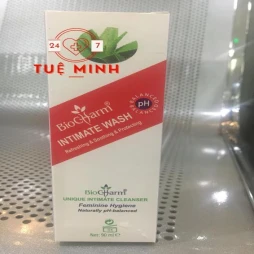 24 7
TUỆ MINH
BioCharm
INTIMATE WASH
Refreshing & Soothing & Protecting
BALANCED
pH
BioCharm
UNIQUE INTIMATE CLEANSER
Feminine Hygiene
Naturally pH-balanced